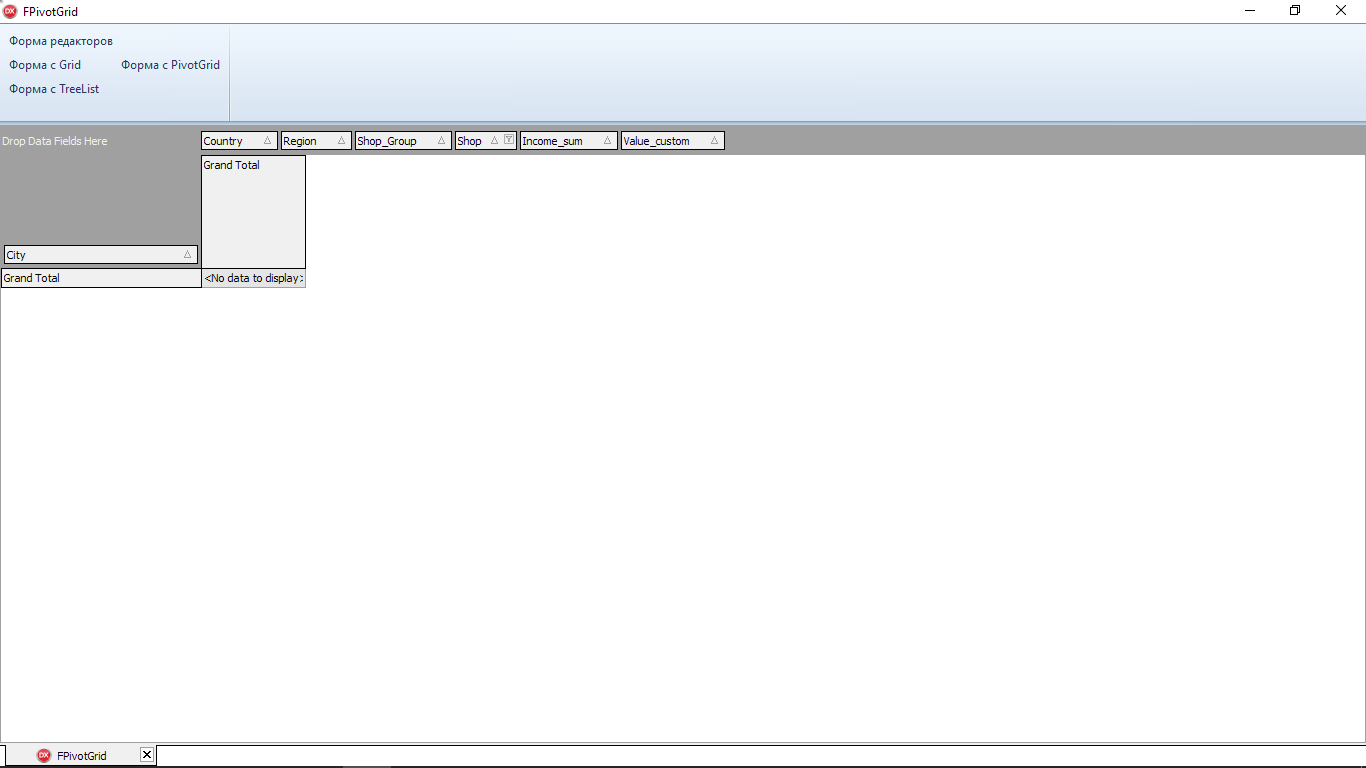 DX FPivotGrid
Форма редакторов
Форма с Grid Форма с PivotGrid
Форма с TreeList
Drop Data Fields Here Country Region Shop_Group Shop Income_sum Value_custom
Grand Total
City
Grand Total <No data to display>
DX FPivotGrid